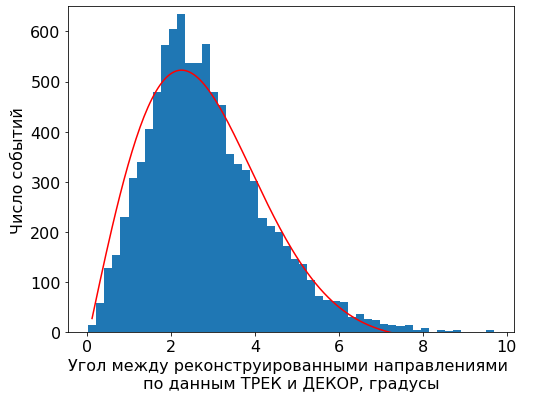 Число событий
600
500
400
300
200
100
0
0 2 4 6 8 10
Угол между реконструированными направлениями
по данным ТРЕК и ДЕКОР, градусы